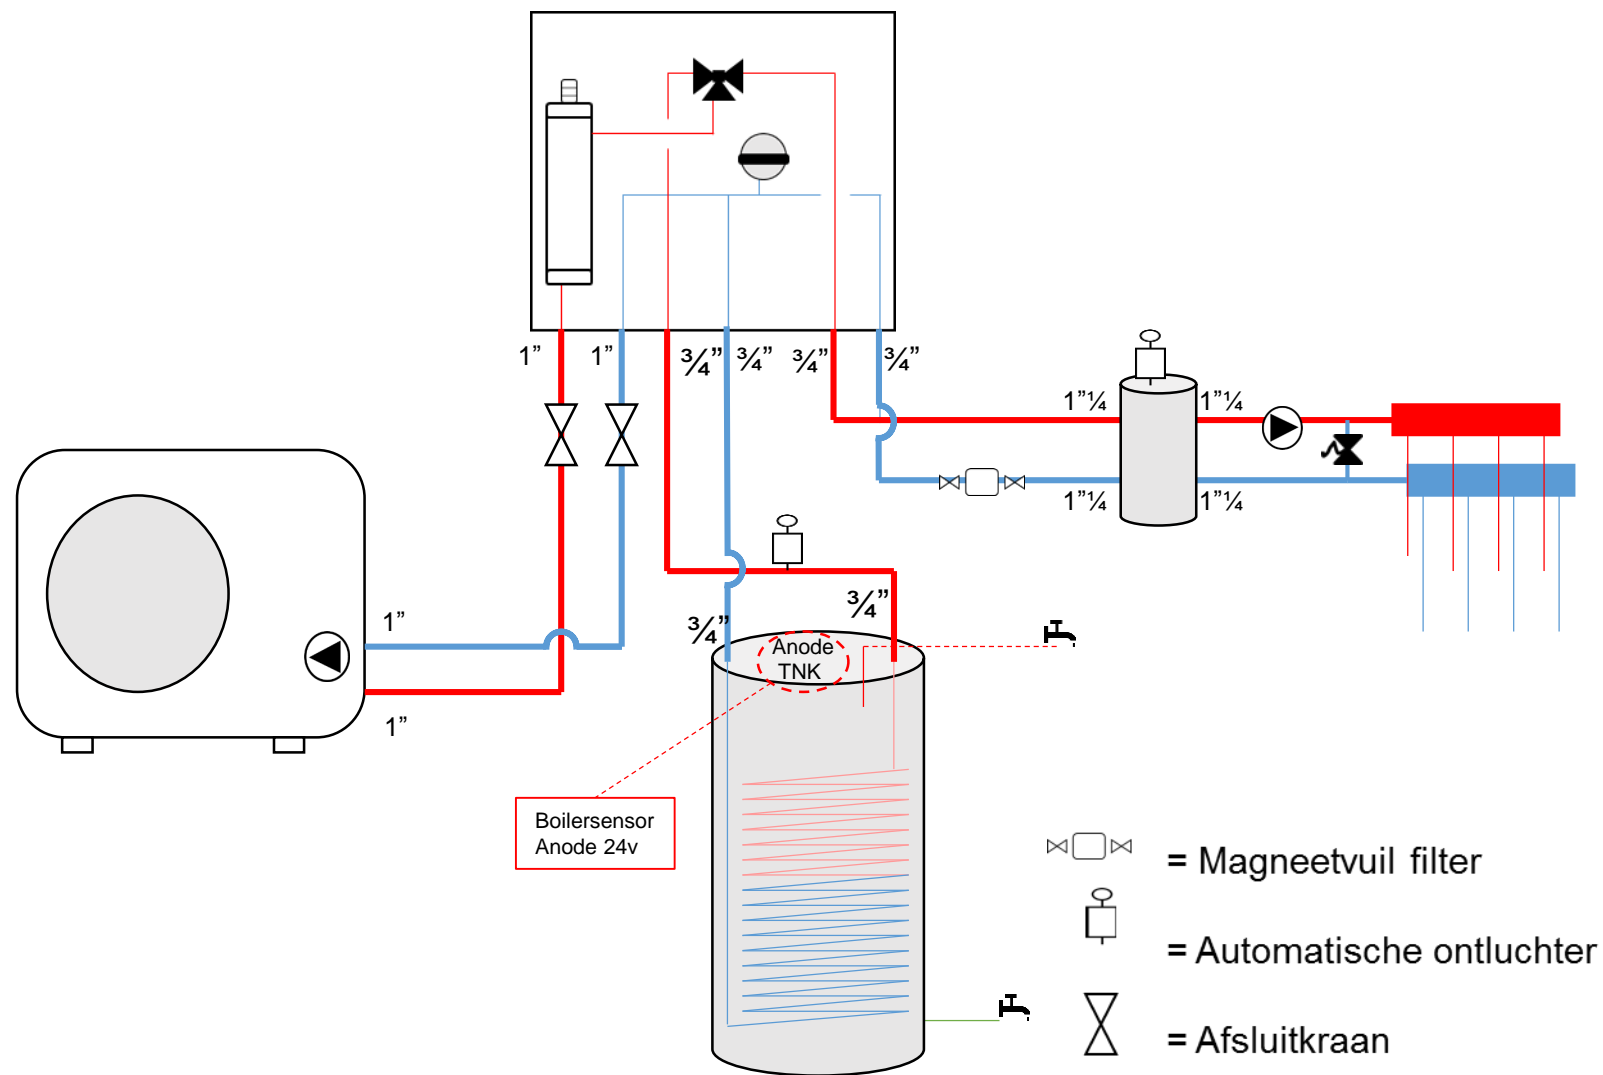 1” 1” ¾” ¾” ¾” ¾”
1”¼ 1”¼
1”¼ 1”¼
1”
¾” ¾”
Anode
TNK
1”
Boilersensor
Anode 24v
= Magneetvuil filter
= Automatische ontluchter
= Afsluitkraan